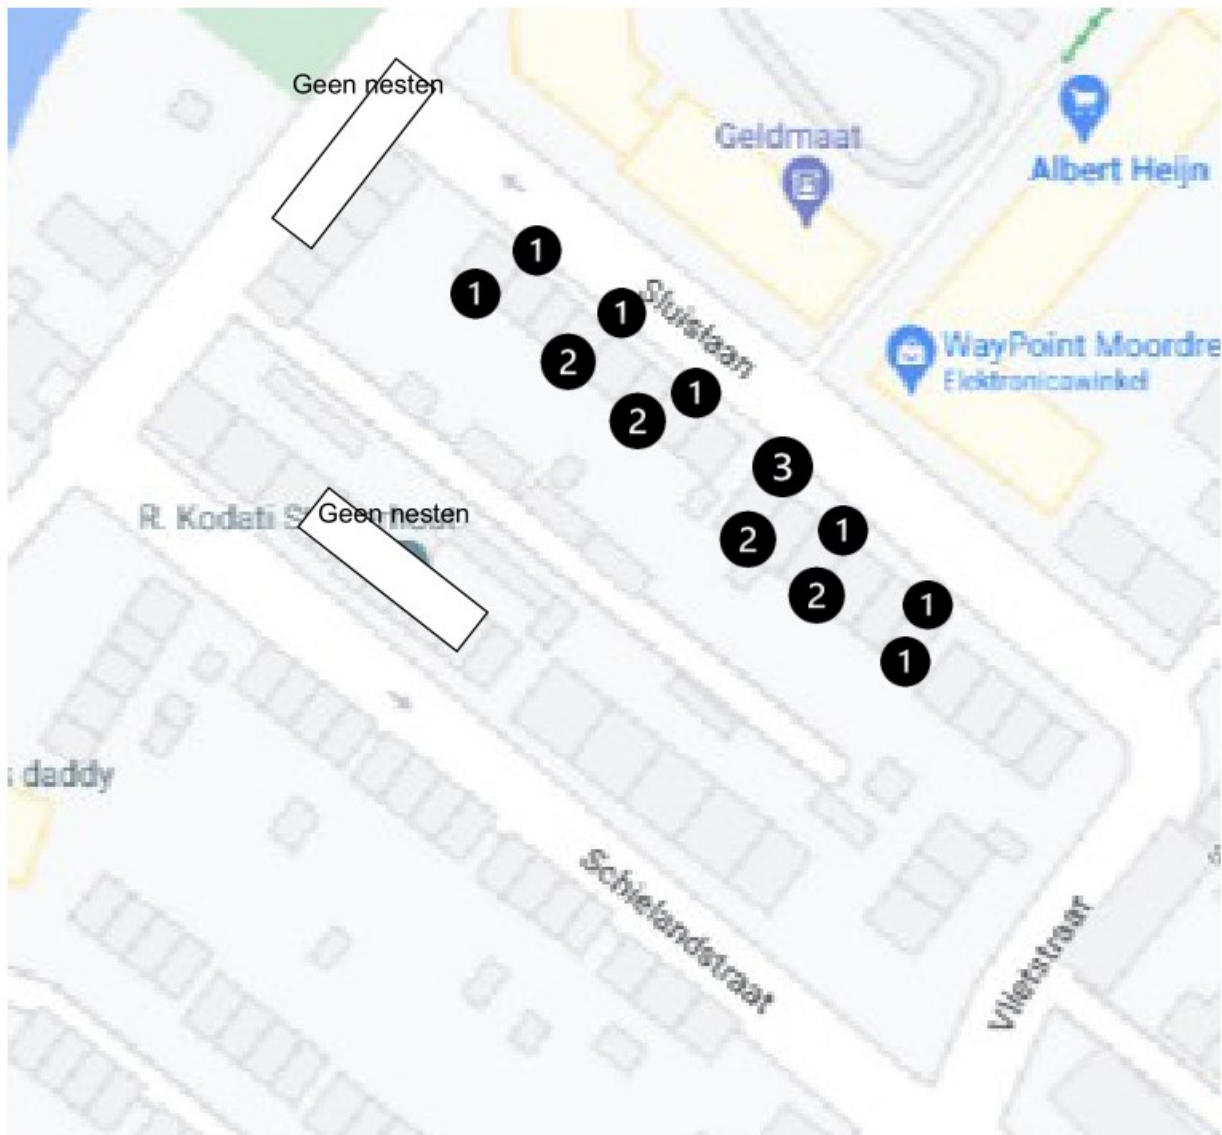 Geen nesten
Geldmaat
Albert Heijn
1
1
Sluislaan
1
2
WayPoint Moordre
Elektronicawinkel
1
2
3
1
2
2
1
1
R. Kodati S
Geen nesten
s daddy
Schielandstraat
Vlietstraat